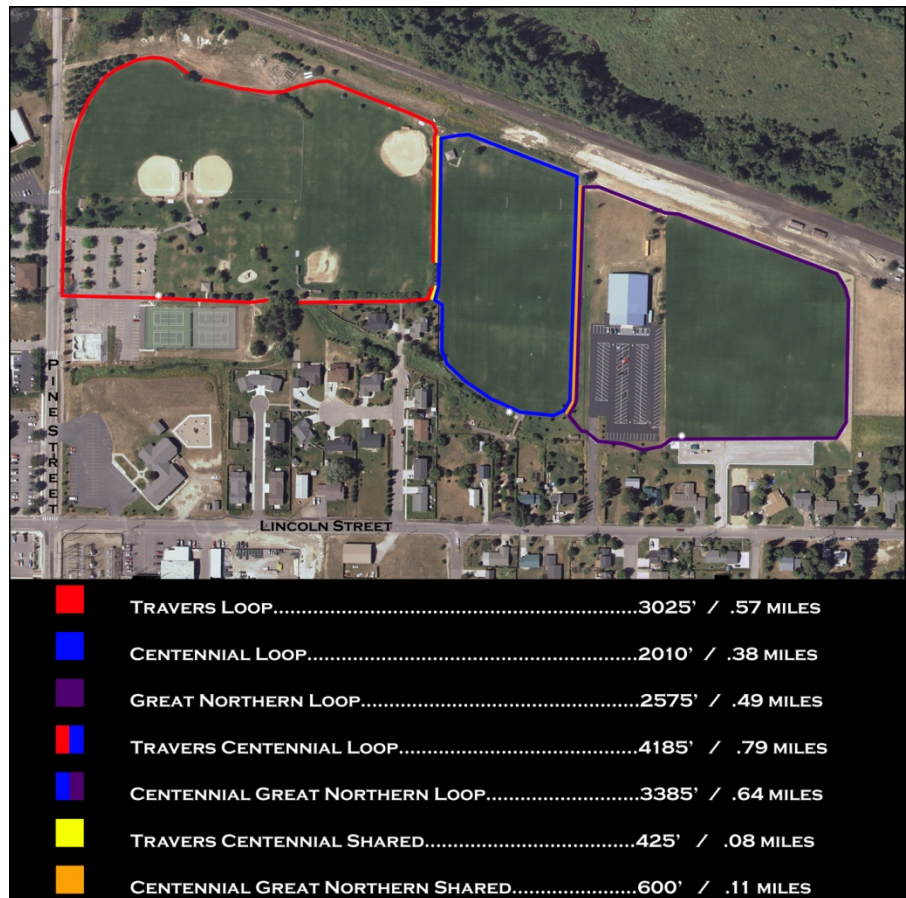 PINE STREET
LINCOLN STREET
TRAVERS LOOP............................................................3025' / .57 MILES
CENTENNIAL LOOP.......................................................2010' / .38 MILES
GREAT NORTHERN LOOP..............................................2575' / .49 MILES
TRAVERS CENTENNIAL LOOP........................................4185' / .79 MILES
CENTENNIAL GREAT NORTHERN LOOP.........................3385' / .64 MILES
TRAVERS CENTENNIAL SHARED...................................425' / .08 MILES
CENTENNIAL GREAT NORTHERN SHARED.....................600' / .11 MILES